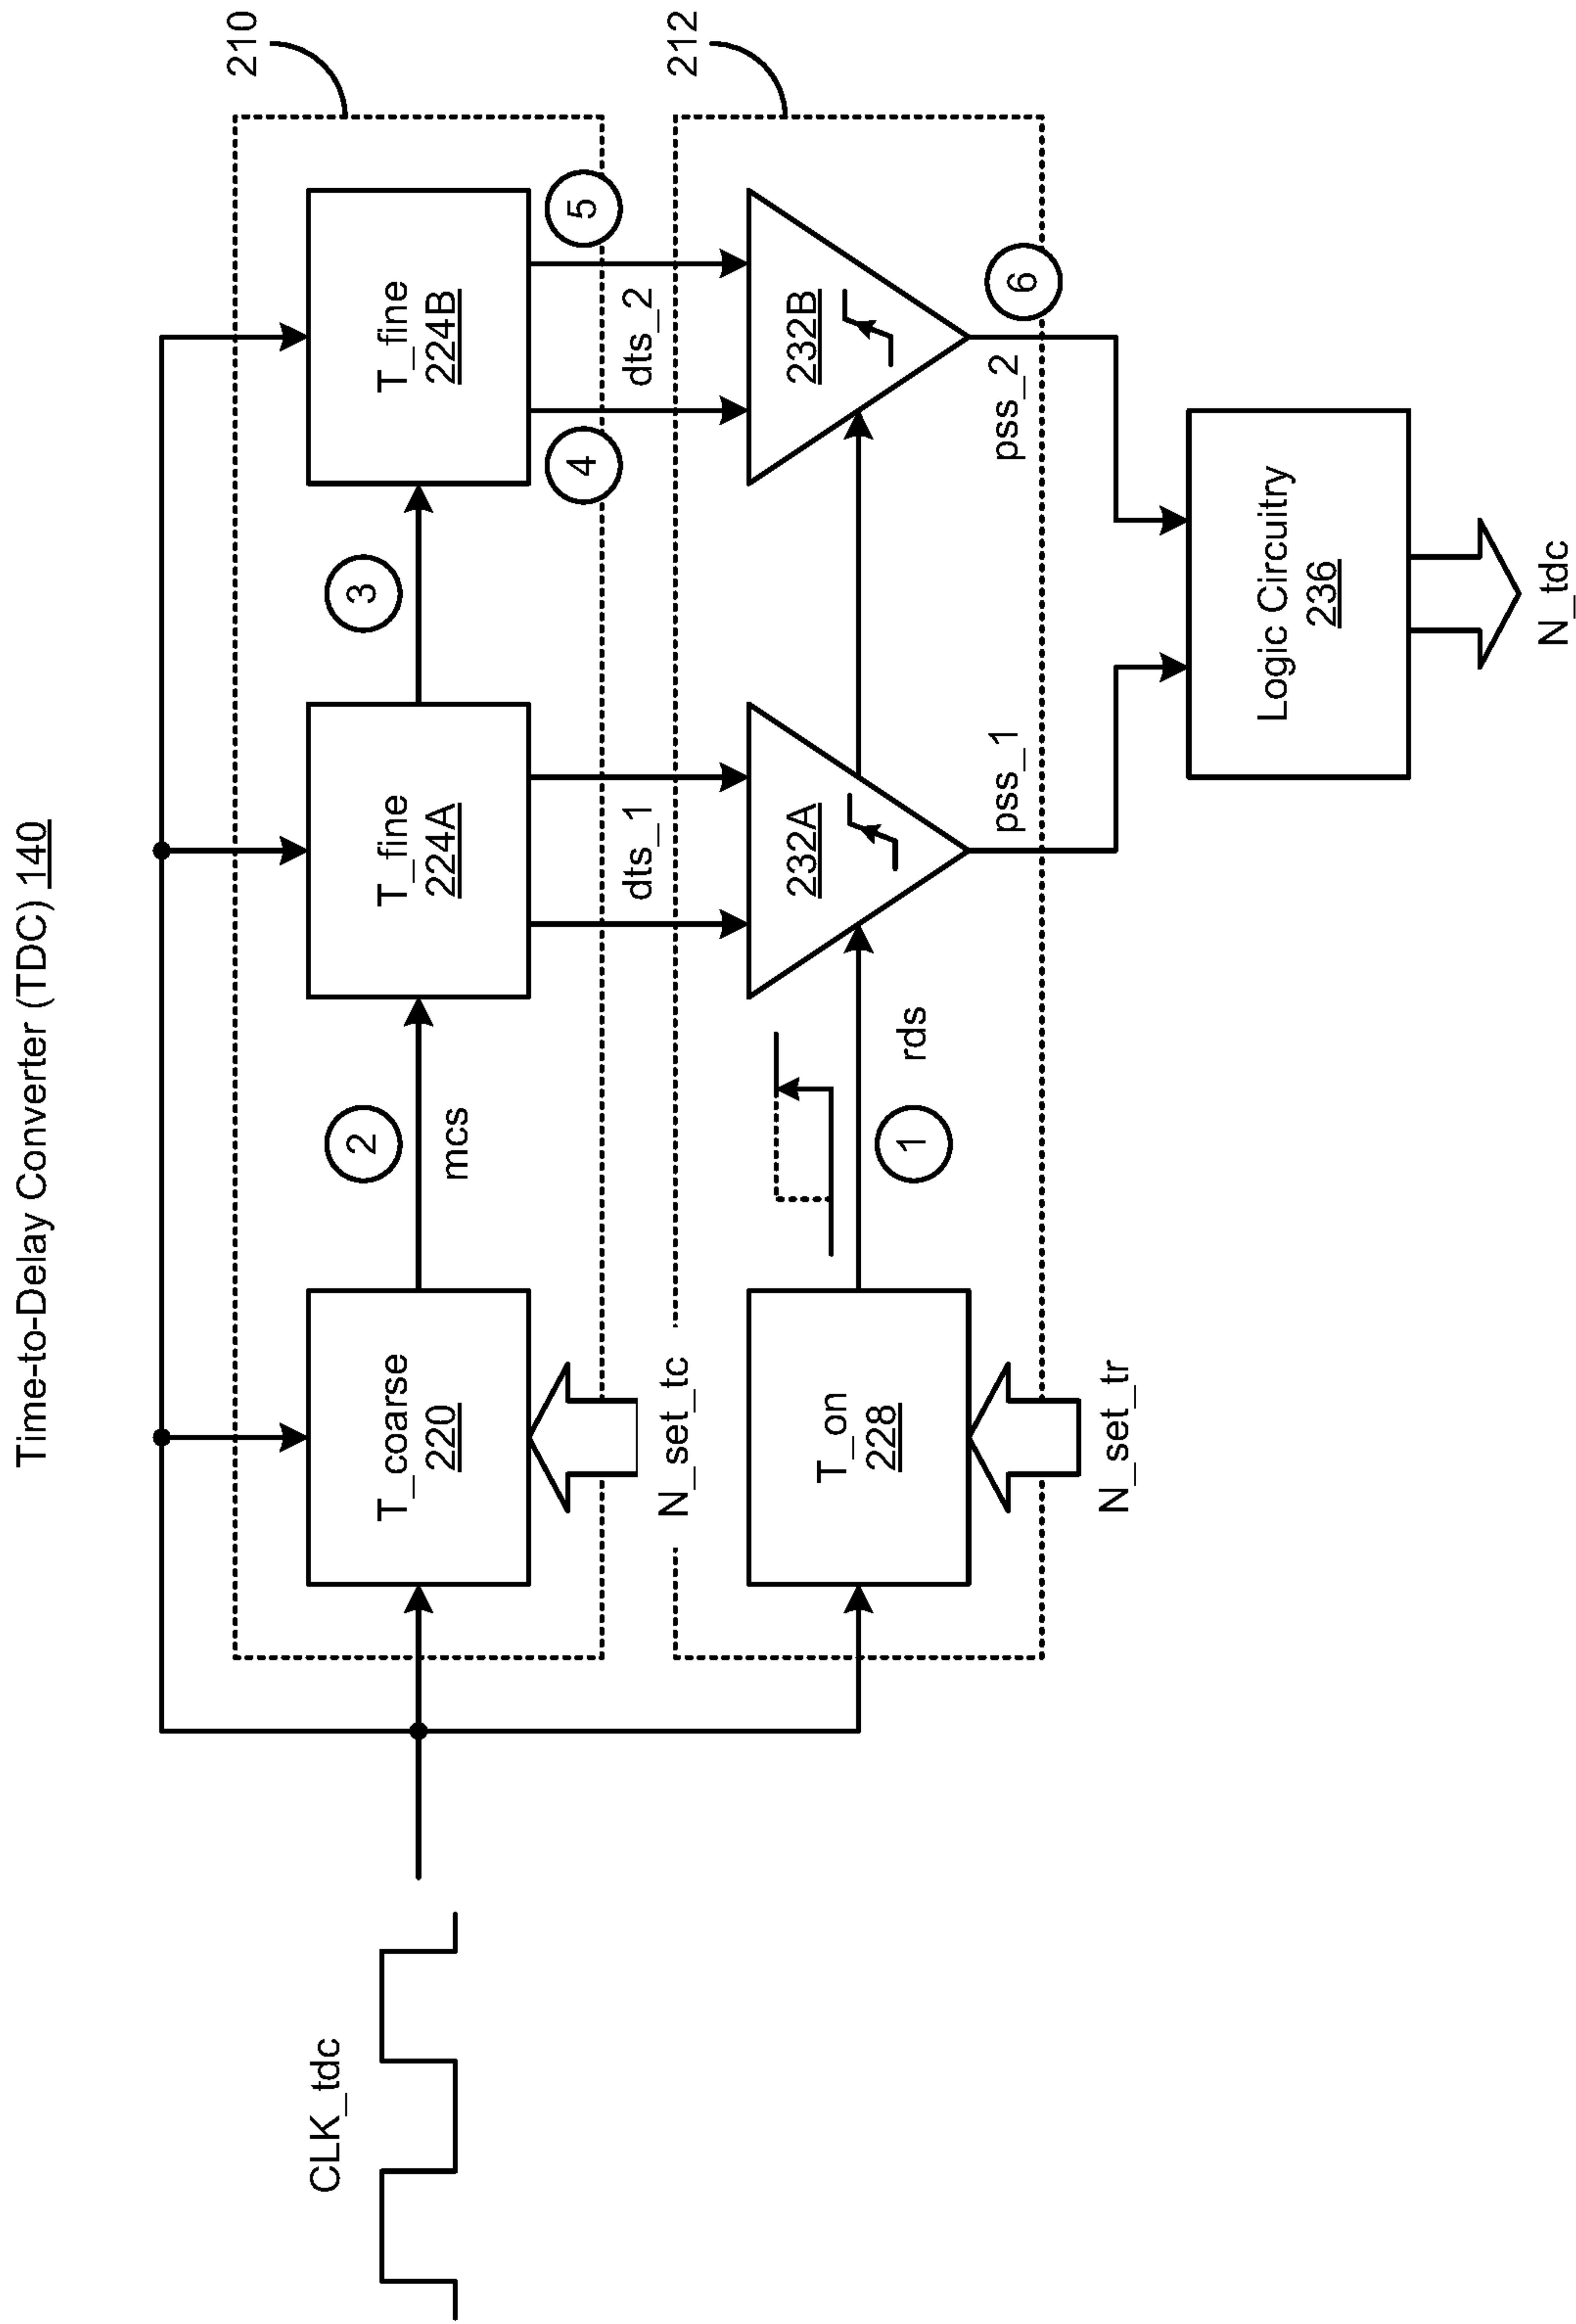 Time-to-Delay Converter (TDC) 140
210
CLK_tdc
T_coarse
220
2
mcs
T_fine
224A
3
T_fine
224B
N_set_tc
dts_1
4
dts_2
5
212
T_on
228
1
rds
232A
232B
N_set_tr
pss_1
pss_2
6
Logic Circuitry
236
N_tdc